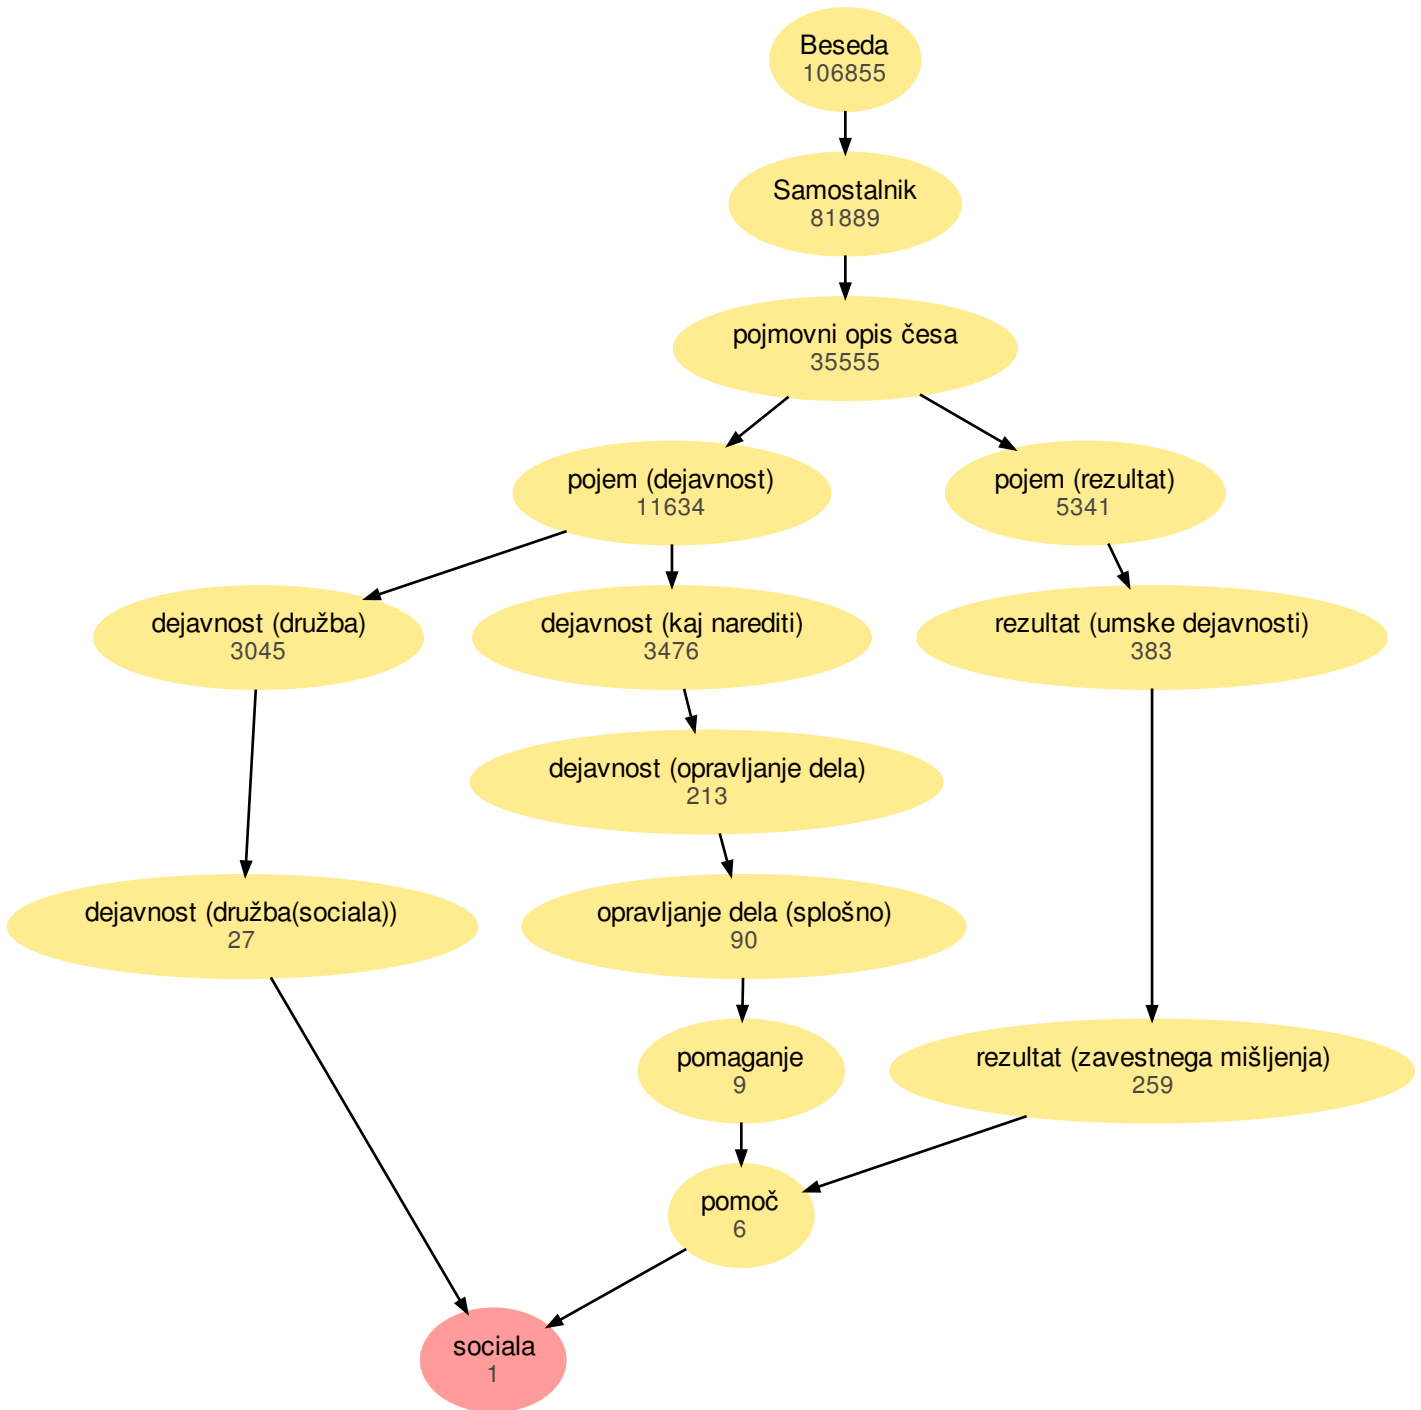 Beseda
106855
Samostalnik
81889
pojmovni opis česa
35555
pojem (dejavnost)
11634
pojem (rezultat)
5341
dejavnost (družba)
3045
dejavnost (kaj narediti)
3476
rezultat (umske dejavnosti)
383
dejavnost (opravljanje dela)
213
dejavnost (družba(sociala))
27
opravljanje dela (splošno)
90
pomaganje
9
rezultat (zavestnega mišljenja)
259
pomoč
6
sociala
1